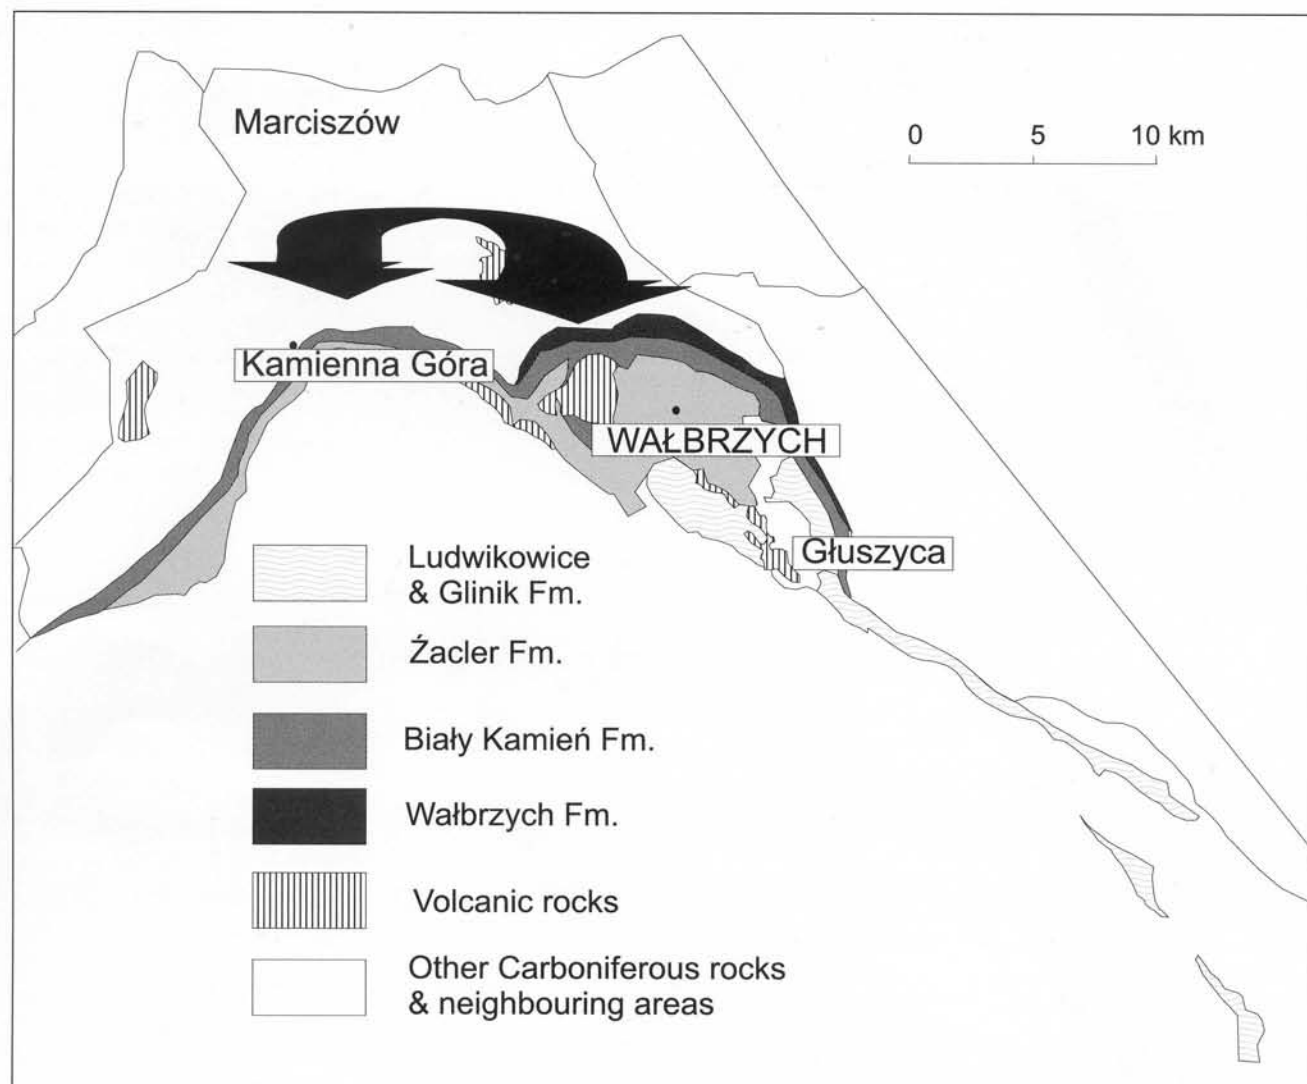 Marciszów
0 5 10 km
Kamienna Góra
WAŁBRZYCH
Głuszyca
Ludwikowice
& Glinik Fm.
Źacler Fm.
Biały Kamień Fm.
Wałbrzych Fm.
Volcanic rocks
Other Carboniferous rocks
& neighbouring areas